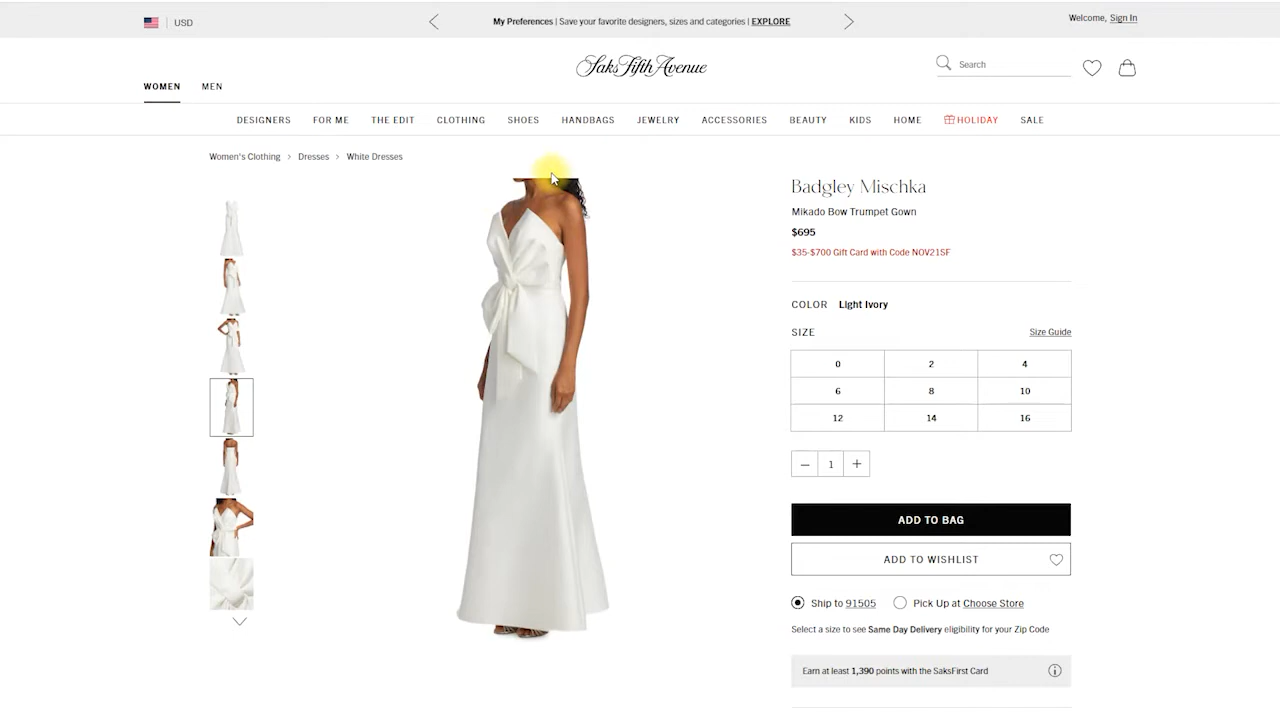 USD
My Preferences | Save your favorite designers, sizes and categories | EXPLORE
Welcome, Sign In
Saks Fifth Avenue
Search
WOMEN
MEN
DESIGNERS FOR ME THE EDIT CLOTHING SHOES HANDBAGS JEWELRY ACCESSORIES BEAUTY KIDS HOME HOLIDAY SALE
Women's Clothing > Dresses > White Dresses
Badgley Mischka
Mikado Bow Trumpet Gown
$695
$35-$700 Gift Card with Code NOV21SF
COLOR Light Ivory
SIZE Size Guide
0 2 4
6 8 10
12 14 16
– 1 +
ADD TO BAG
ADD TO WISHLIST
Ship to 91505 Pick Up at Choose Store
Select a size to see Same Day Delivery eligibility for your Zip Code
Earn at least 1,390 points with the SaksFirst Card